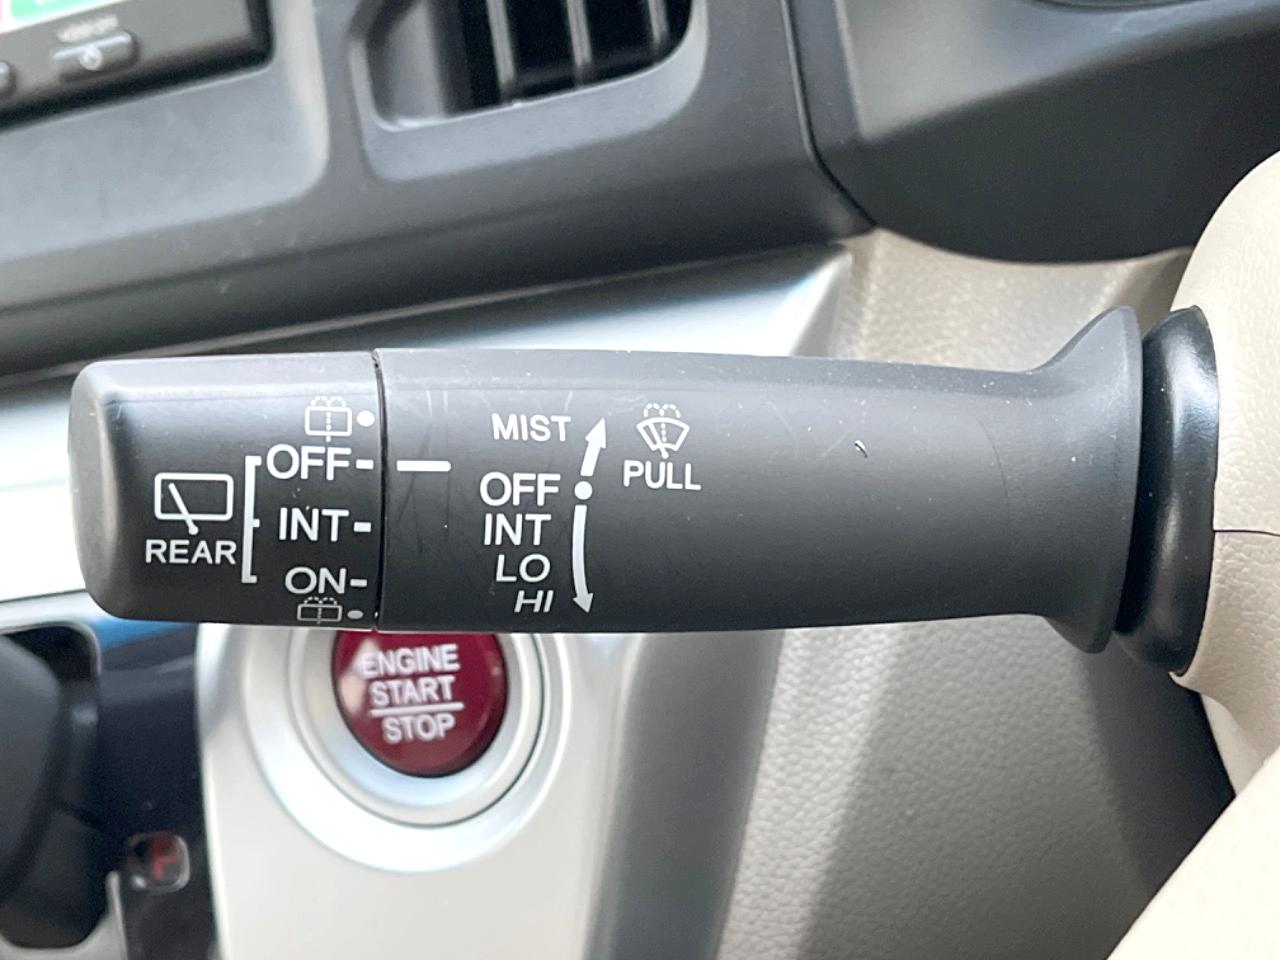 MIST
PULL
OFF
OFF
INT
INT
REAR
LO
ON
HI
ENGINE
START
STOP